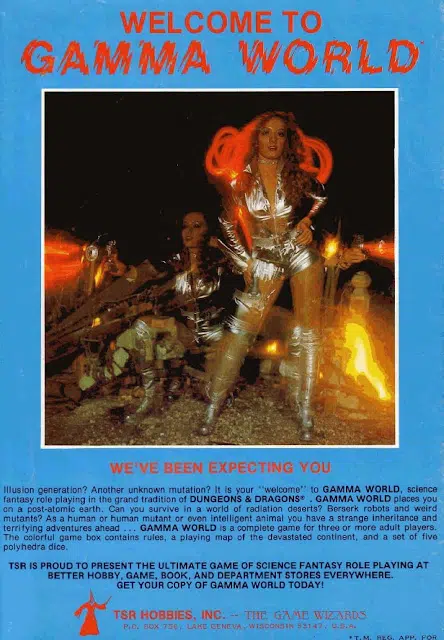 WELCOME TO
GAMMA WORLD™
WE'VE BEEN EXPECTING YOU
Illusion generation? Another unknown mutation? It is your ''welcome'' to GAMMA WORLD, science
fantasy role playing in the grand tradition of DUNGEONS & DRAGONS® . GAMMA WORLD places you
on a post-atomic earth. Can you survive in a world of radiation deserts? Berserk robots and weird
mutants? As a human or human mutant or even intelligent animal you have a strange inheritance and
terrifying adventures ahead . . . GAMMA WORLD is a complete game for three or more adult players.
The colorful game box contains rules, a playing map of the devastated continent, and a set of five
polyhedra dice.
TSR IS PROUD TO PRESENT THE ULTIMATE GAME OF SCIENCE FANTASY ROLE PLAYING AT
BETTER HOBBY, GAME, BOOK, AND DEPARTMENT STORES EVERYWHERE.
GET YOUR COPY OF GAMMA WORLD TODAY!
TSR HOBBIES, INC. -- THE GAME WIZARDS
P.O. BOX 756, LAKE GENEVA, WISCONSIN 53147, U.S.A.
*T.M. REG. APP. FOR